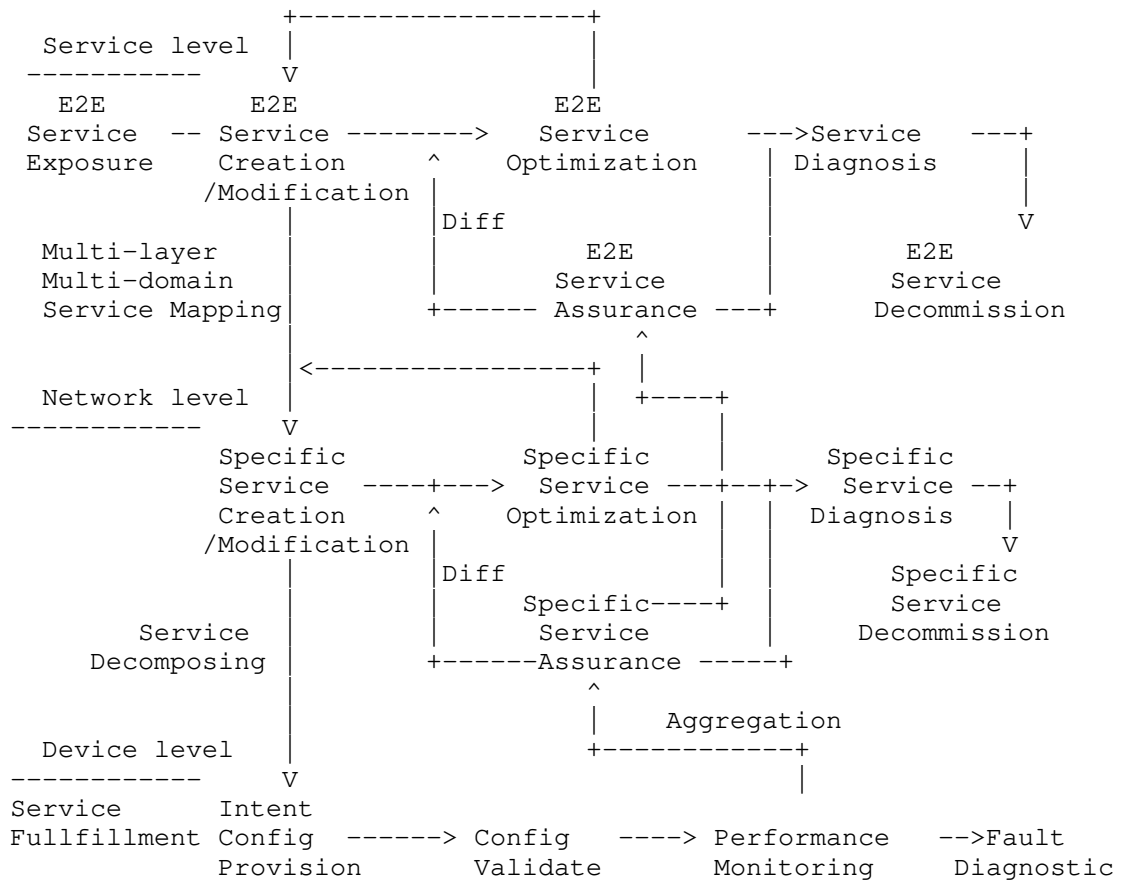 Service level
E2E E2E E2E
Service Service Service Service
Exposure Creation Optimization Diagnosis
/Modification
Diff
Multi-layer E2E E2E
Multi-domain Service Service
Service Mapping Assurance Decommission
Network level
Specific Specific Specific
Service Service Service
Creation Optimization Diagnosis
/Modification
Diff Specific
Specific Service
Service Service Decommission
Decomposing Assurance
Aggregation
Device level
Service Intent
Fullfillment Config Config Performance Fault
Provision Validate Monitoring Diagnostic